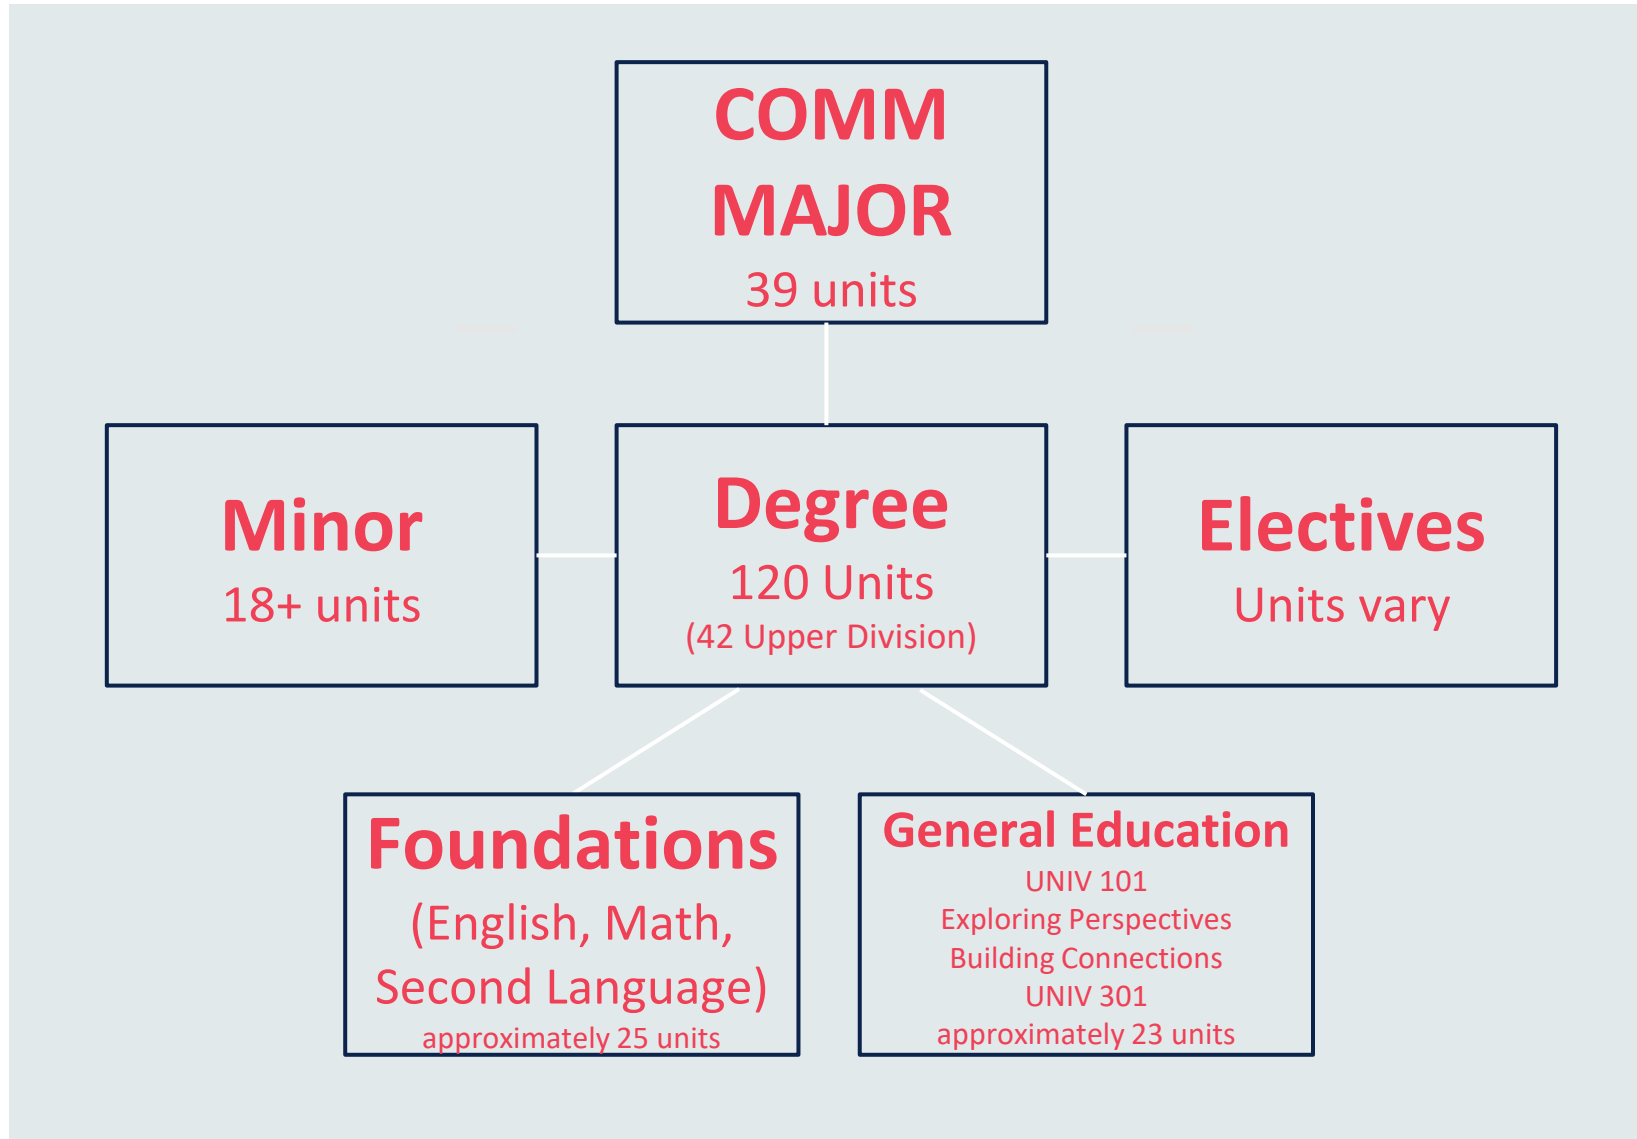 COMM
MAJOR
39 units
Minor
18+ units
Degree
120 Units
(42 Upper Division)
Electives
Units vary
Foundations
(English, Math,
Second Language)
approximately 25 units
General Education
UNIV 101
Exploring Perspectives
Building Connections
UNIV 301
approximately 23 units